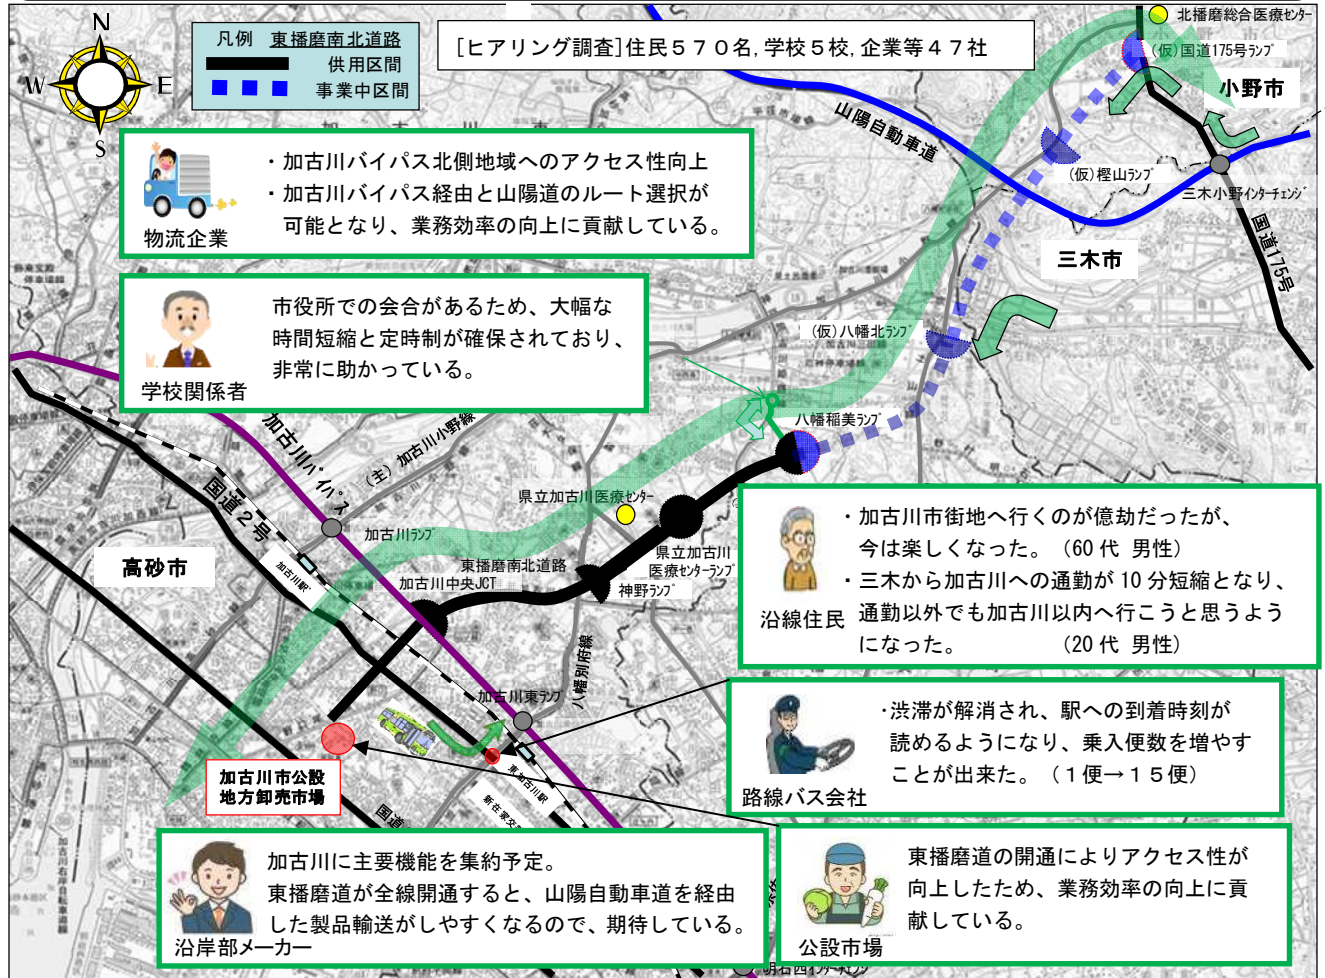 N
W
E
S
凡例 東播磨南北道路
供用区間
事業中区間
[ヒアリング調査]住民５７０名,学校５校,企業等４７社
北播磨総合医療ｾﾝﾀｰ
(仮)国道175号ﾗﾝﾌﾟ
小野市
山陽自動車道
(仮)樫山ﾗﾝﾌﾟ
三木小野ｲﾝﾀｰﾁｪﾝｼﾞ
国道175号
三木市
・加古川バイパス北側地域へのアクセス性向上
・加古川バイパス経由と山陽道のルート選択が
可能となり、業務効率の向上に貢献している。
物流企業
市役所での会合があるため、大幅な
時間短縮と定時制が確保されており、
非常に助かっている。
学校関係者
(仮)八幡北ﾗﾝﾌﾟ
八幡稲美ﾗﾝﾌﾟ
加古川バイパス
(主)加古川小野線
国道２号
県立加古川医療ｾﾝﾀｰ
加古川ﾗﾝﾌﾟ
高砂市
加古川駅
東播磨南北道路
加古川中央JCT
県立加古川
医療ｾﾝﾀｰﾗﾝﾌﾟ
神野ﾗﾝﾌﾟ
八幡別府線
・加古川市街地へ行くのが億劫だったが、
今は楽しくなった。（60代 男性）
・三木から加古川への通勤が10分短縮となり、
通勤以外でも加古川以内へ行こうと思うよう
になった。（20代 男性）
沿線住民
加古川東ﾗﾝﾌﾟ
東加古川駅
・渋滞が解消され、駅への到着時刻が
読めるようになり、乗入便数を増やす
ことが出来た。（１便→１５便）
路線バス会社
加古川市公設
地方卸売市場
新在家交
国道
加古川に主要機能を集約予定。
東播磨道が全線開通すると、山陽自動車道を経由
した製品輸送がしやすくなるので、期待している。
沿岸部メーカー
東播磨道の開通によりアクセス性が
向上したため、業務効率の向上に貢
献している。
公設市場
明石西ｲﾝﾀｰﾁｪﾝｼﾞ